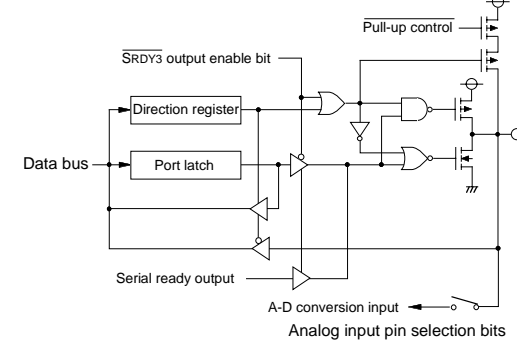 Pull-up control
SRDY3 output enable bit
Direction register
Data bus
Port latch
Serial ready output
A-D conversion input
Analog input pin selection bits